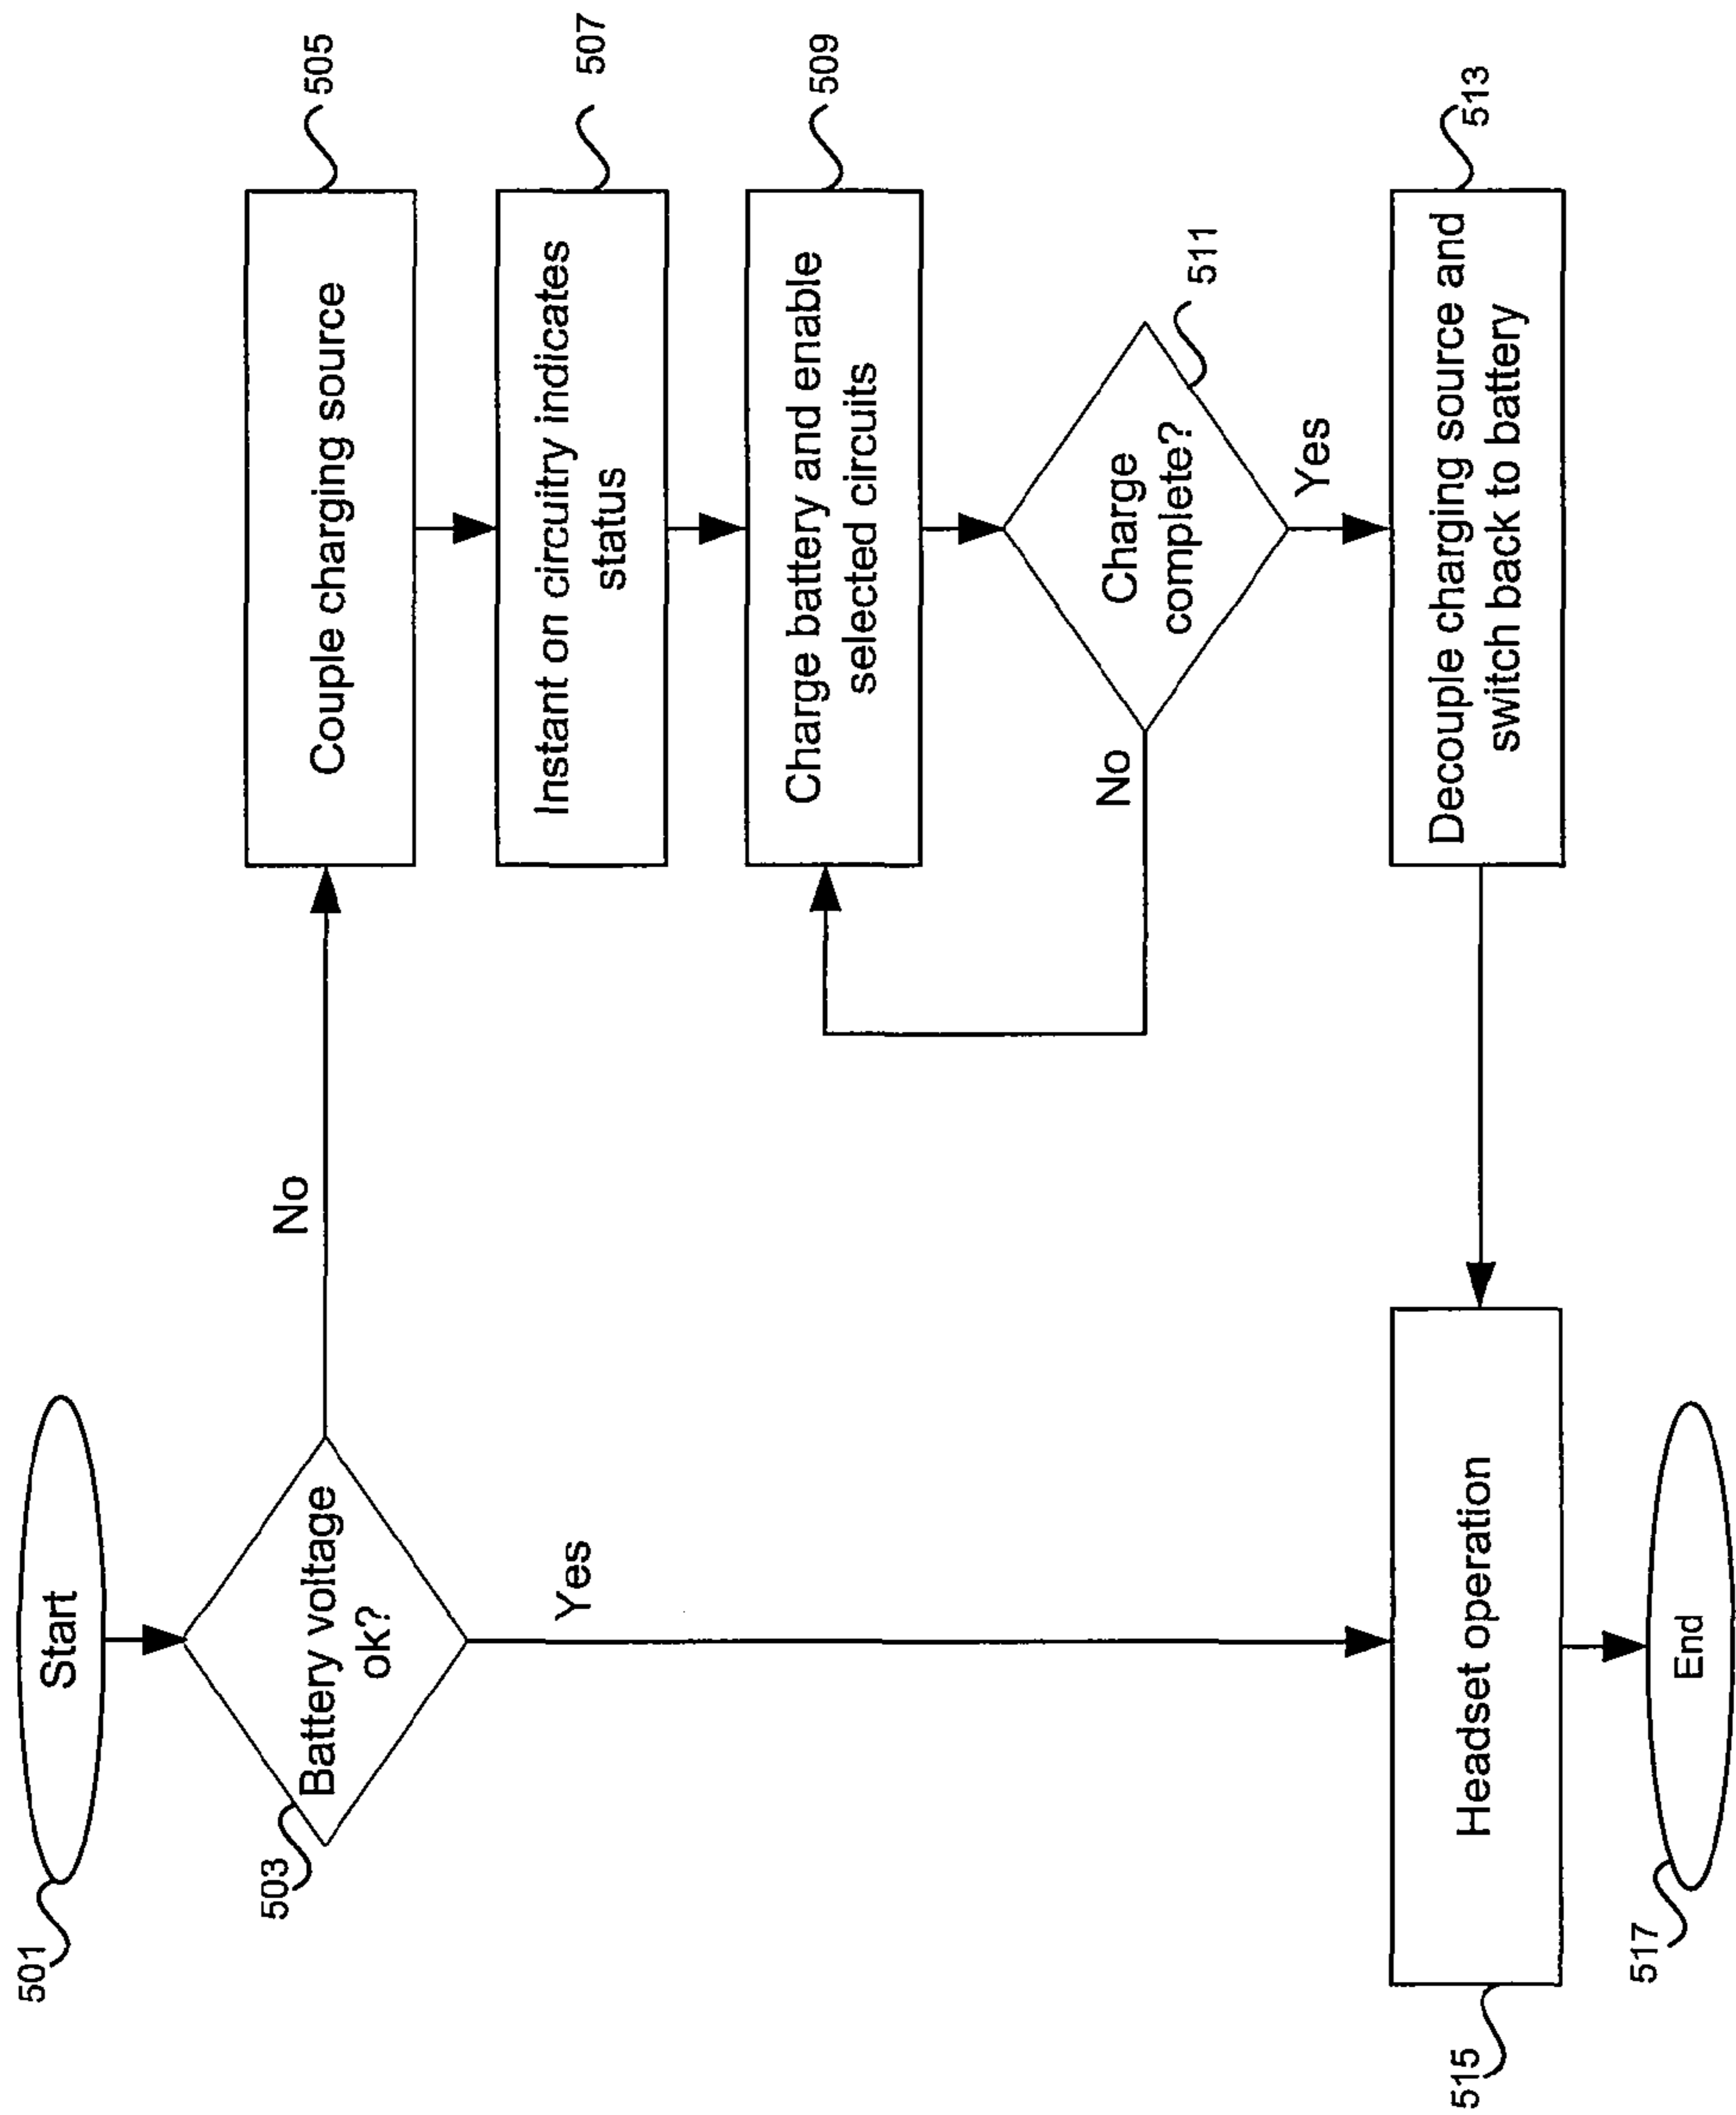 501
Start
503
Battery voltage
ok?
No
Yes
Couple charging source
505
Instant on circuitry indicates
status
507
Charge battery and enable
selected circuits
509
Charge
complete?
511
No
Yes
Decouple charging source and
switch back to battery
513
Headset operation
515
End
517